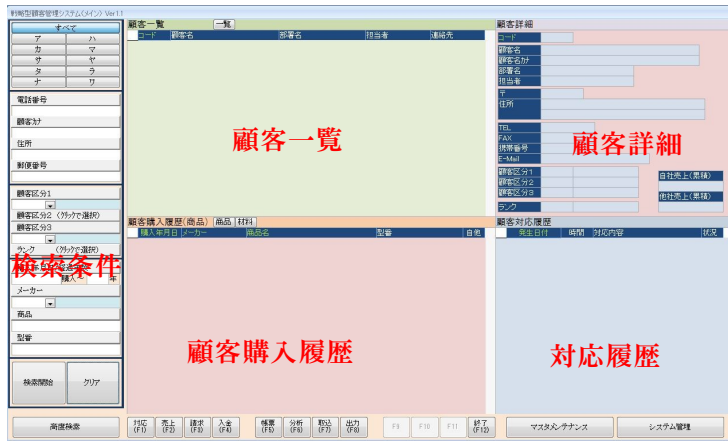 戦略型顧客管理システム(メイン) Ver1.1
すべて
ア ハ
カ マ
サ ヤ
タ ラ
ナ ワ
電話番号
顧客カナ
住所
郵便番号
顧客区分1
顧客区分2 (クリックで選択)
顧客区分3
ランク (クリックで選択)
検索条件
購入 年
メーカー
商品
型番
検索開始 クリア
高度検索
顧客一覧 一覧
コード 顧客名 部署名 担当者 連絡先
顧客一覧
顧客購入履歴(商品) 商品 材料
購入年月日 メーカー 商品名 型番 自他
顧客購入履歴
顧客詳細
コード
顧客名
顧客名カナ
部署名
担当者
〒
住所
TEL
FAX
携帯番号
E-Mail
顧客詳細
顧客区分1
顧客区分2
顧客区分3
ランク
自社売上(累積)
他社売上(累積)
顧客対応履歴
発生日付 時間 対応内容 状況
対応履歴
対応(F1) 売上(F2) 請求(F3) 入金(F4) 帳票(F5) 分析(F6) 取込(F7) 出力(F8) F9 F10 F11 終了(F12) マスタメンテナンス システム管理